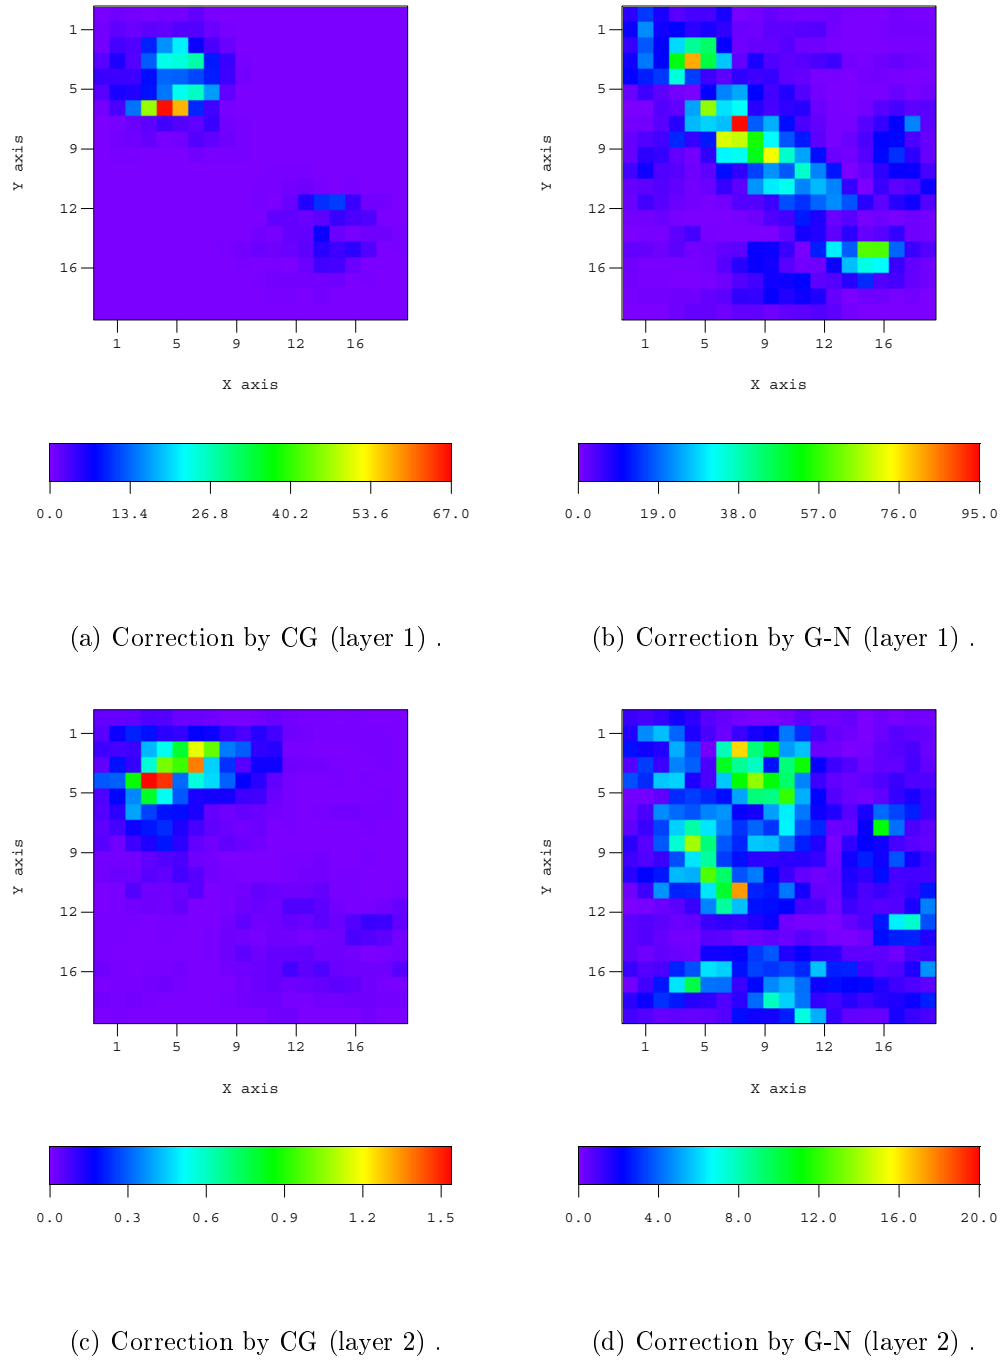 1
5
9
12
16
Y axis
1 5 9 12 16
X axis
0.0 13.4 26.8 40.2 53.6 67.0
(a) Correction by CG (layer 1) .
1
5
9
12
16
Y axis
1 5 9 12 16
X axis
0.0 19.0 38.0 57.0 76.0 95.0
(b) Correction by G-N (layer 1) .
1
5
9
12
16
Y axis
1 5 9 12 16
X axis
0.0 0.3 0.6 0.9 1.2 1.5
(c) Correction by CG (layer 2) .
1
5
9
12
16
Y axis
1 5 9 12 16
X axis
0.0 4.0 8.0 12.0 16.0 20.0
(d) Correction by G-N (layer 2) .